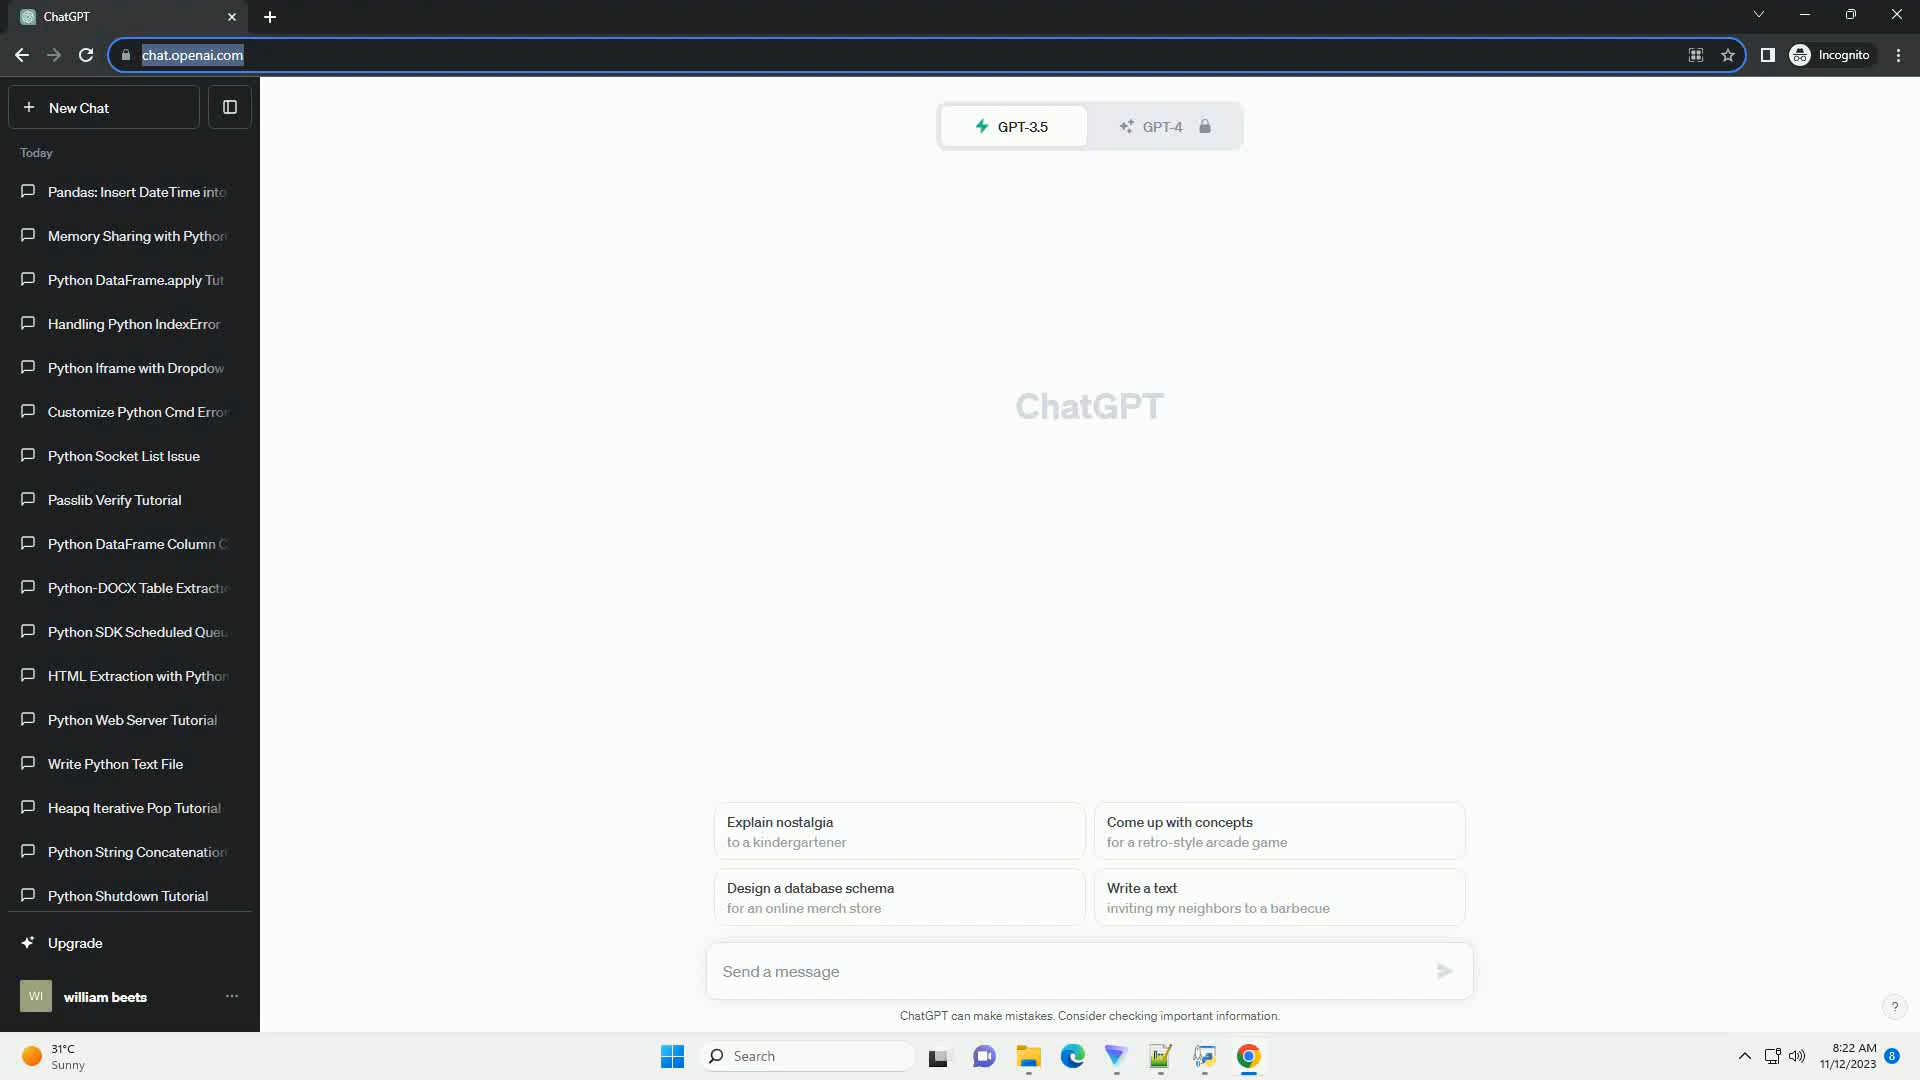 ChatGPT
chat.openai.com
Incognito
New Chat
Today
Pandas: Insert DateTime into
Memory Sharing with Python
Python DataFrame.apply Tut
Handling Python IndexError
Python Iframe with Dropdow
Customize Python Cmd Error
Python Socket List Issue
Passlib Verify Tutorial
Python DataFrame Column C
Python-DOCX Table Extractio
Python SDK Scheduled Queu
HTML Extraction with Python
Python Web Server Tutorial
Write Python Text File
Heapq Iterative Pop Tutorial
Python String Concatenation
Python Shutdown Tutorial
Upgrade
WI
william beets
GPT-3.5
GPT-4
ChatGPT
Explain nostalgia
to a kindergartener
Come up with concepts
for a retro-style arcade game
Design a database schema
for an online merch store
Write a text
inviting my neighbors to a barbecue
Send a message
ChatGPT can make mistakes. Consider checking important information.
?
31°C
Sunny
Search
8:22 AM
11/12/2023
8